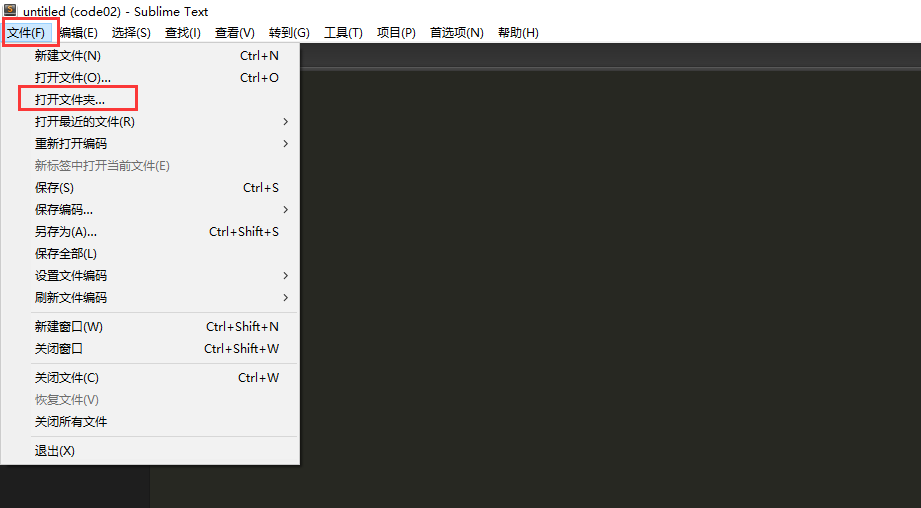 untitled (code02) - Sublime Text
文件(F) 编辑(E) 选择(S) 查找(I) 查看(V) 转到(G) 工具(T) 项目(P) 首选项(N) 帮助(H)
新建文件(N) Ctrl+N
打开文件(O)... Ctrl+O
打开文件夹...
打开最近的文件(R)
重新打开编码
新标签中打开当前文件(E)
保存(S) Ctrl+S
保存编码...
另存为(A)... Ctrl+Shift+S
保存全部(L)
设置文件编码
刷新文件编码
新建窗口(W) Ctrl+Shift+N
关闭窗口 Ctrl+Shift+W
关闭文件(C) Ctrl+W
恢复文件(V)
关闭所有文件
退出(X)